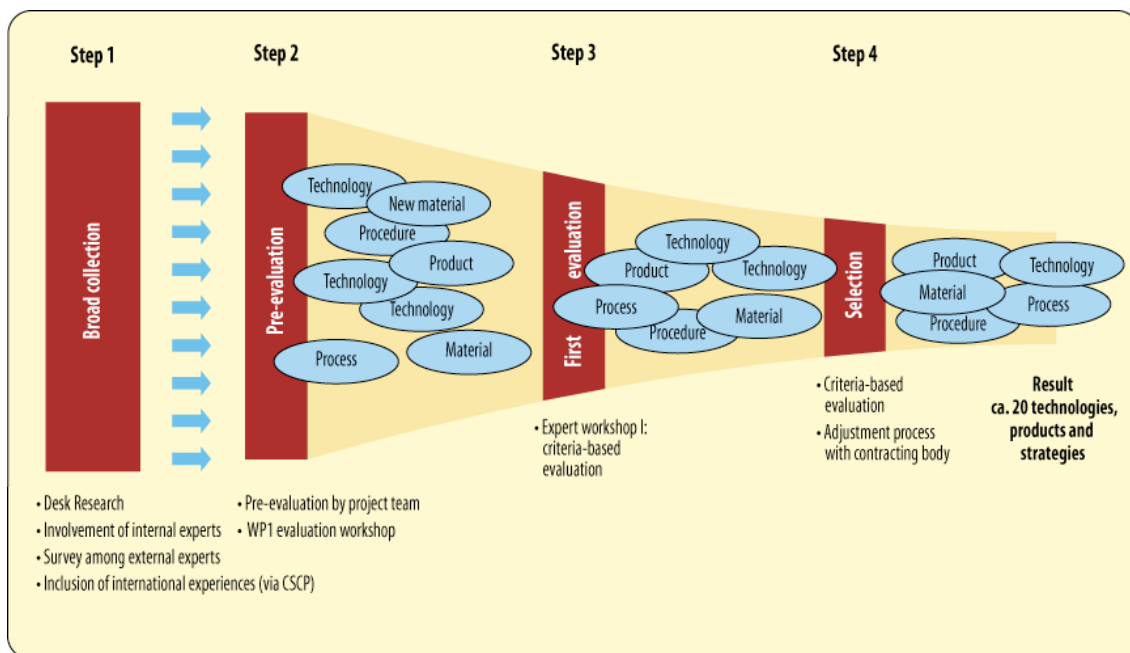 Step 1
Step 2
Step 3
Step 4
Broad collection
Pre-evaluation
Technology
New material
Procedure
Product
Technology
Technology
Process
Material
First evaluation
Technology
Product
Technology
Process
Material
Procedure
Selection
Product
Technology
Material
Process
Procedure
• Desk Research
• Involvement of internal experts
• Survey among external experts
• Inclusion of international experiences (via CSCP)
• Pre-evaluation by project team
• WP1 evaluation workshop
• Expert workshop I:
criteria-based
evaluation
• Criteria-based
evaluation
• Adjustment process
with contracting body
Result
ca. 20 technologies,
products and
strategies